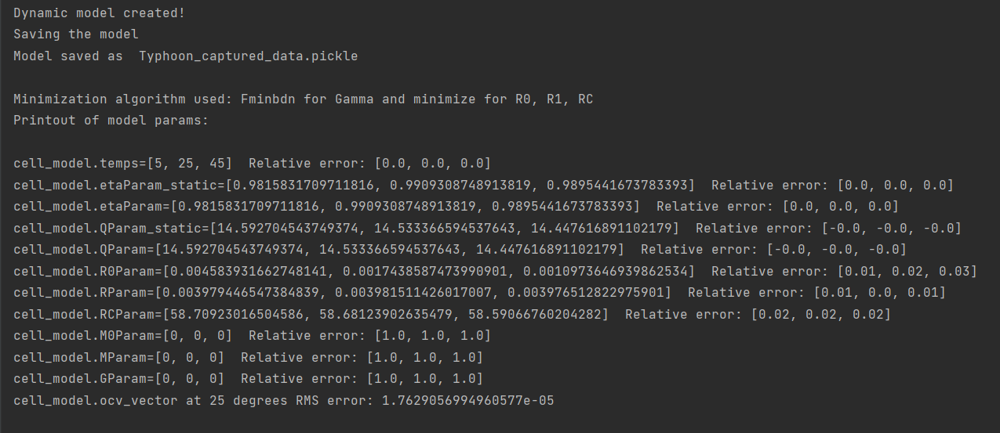 Dynamic model created!
Saving the model
Model saved as  Typhoon_captured_data.pickle
Minimization algorithm used: Fminbdn for Gamma and minimize for R0, R1, RC
Printout of model params:
cell_model.temps=[5, 25, 45]  Relative error: [0.0, 0.0, 0.0]
cell_model.etaParam_static=[0.9815831709711816, 0.9909308748913819, 0.9895441673783393]  Relative error: [0.0, 0.0, 0.0]
cell_model.etaParam=[0.9815831709711816, 0.9909308748913819, 0.9895441673783393]  Relative error: [0.0, 0.0, 0.0]
cell_model.QParam_static=[14.592704543749374, 14.533366594537643, 14.447616891102179]  Relative error: [-0.0, -0.0, -0.0]
cell_model.QParam=[14.592704543749374, 14.533366594537643, 14.447616891102179]  Relative error: [-0.0, -0.0, -0.0]
cell_model.R0Param=[0.004583931662748141, 0.0017438587473990901, 0.0010973646939862534]  Relative error: [0.01, 0.02, 0.03]
cell_model.RParam=[0.003979446547384839, 0.003981511426017007, 0.003976512822975901]  Relative error: [0.01, 0.0, 0.01]
cell_model.RCParam=[58.70923016504586, 58.68123902635479, 58.59066760204282]  Relative error: [0.02, 0.02, 0.02]
cell_model.M0Param=[0, 0, 0]  Relative error: [1.0, 1.0, 1.0]
cell_model.MParam=[0, 0, 0]  Relative error: [1.0, 1.0, 1.0]
cell_model.GParam=[0, 0, 0]  Relative error: [1.0, 1.0, 1.0]
cell_model.ocv_vector at 25 degrees RMS error: 1.7629056994960577e-05